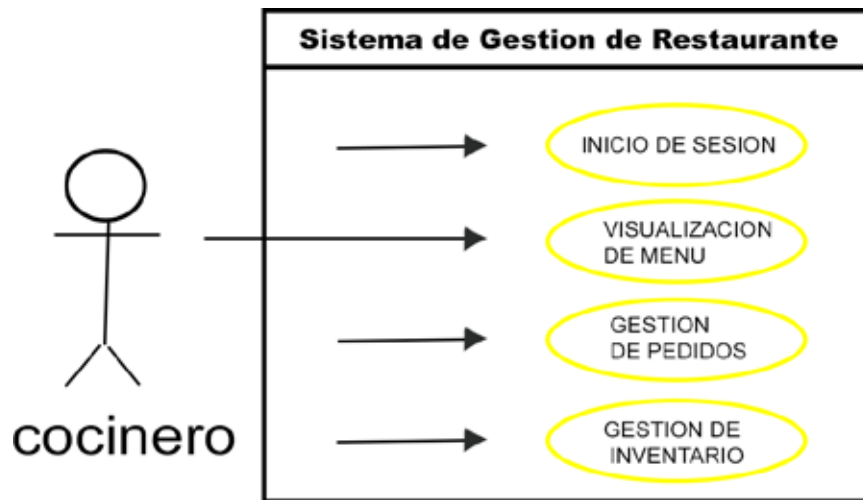 Sistema de Gestion de Restaurante
INICIO DE SESION
VISUALIZACION
DE MENU
GESTION
DE PEDIDOS
GESTION DE
INVENTARIO
cocinero